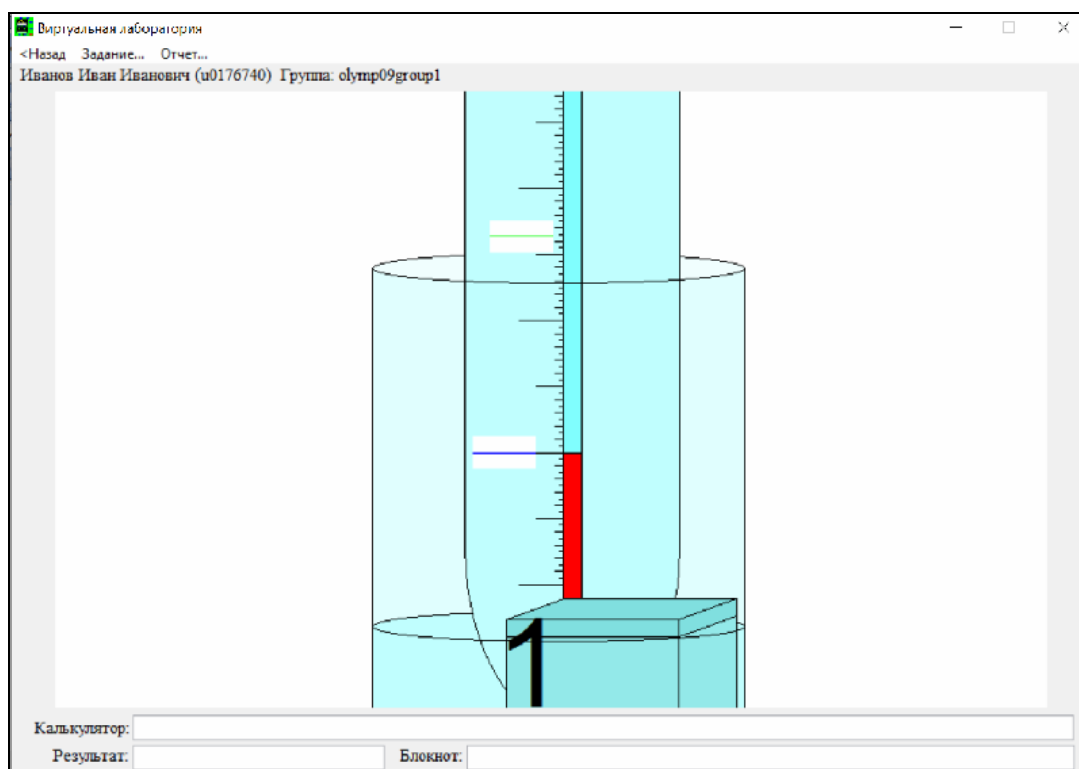 Виртуальная лаборатория
<Назад Задание... Отчет...
Иванов Иван Иванович (u0176740) Группа: olymp09group1
1
Калькулятор:
Результат: Блокнот: